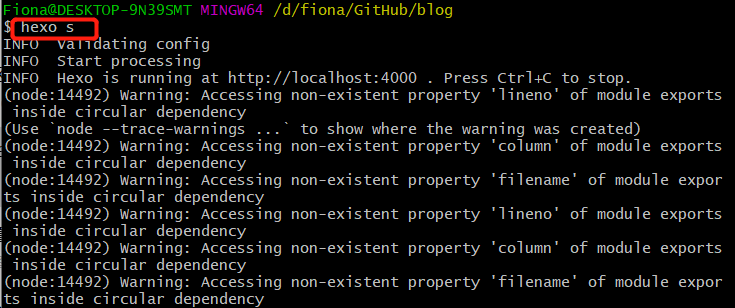 Fiona@DESKTOP-9N39SMT MINGW64 /d/fiona/GitHub/blog
$ hexo s
INFO  Validating config
INFO  Start processing
INFO  Hexo is running at http://localhost:4000 . Press Ctrl+C to stop.
(node:14492) Warning: Accessing non-existent property 'lineno' of module exports
 inside circular dependency
(Use `node --trace-warnings ...` to show where the warning was created)
(node:14492) Warning: Accessing non-existent property 'column' of module exports
 inside circular dependency
(node:14492) Warning: Accessing non-existent property 'filename' of module expor
ts inside circular dependency
(node:14492) Warning: Accessing non-existent property 'lineno' of module exports
 inside circular dependency
(node:14492) Warning: Accessing non-existent property 'column' of module exports
 inside circular dependency
(node:14492) Warning: Accessing non-existent property 'filename' of module expor
ts inside circular dependency